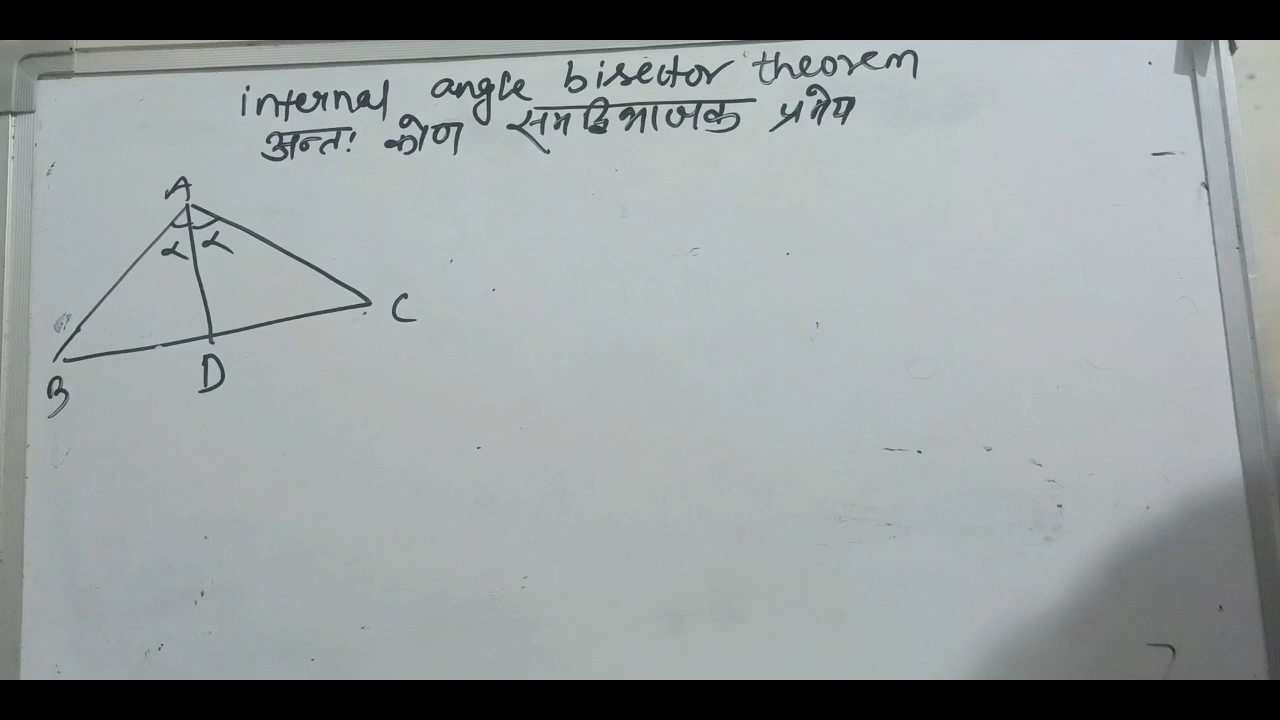 internal angle bisector theorem
अन्तः कोण समद्विभाजक प्रमेय
A
α α
C
D
B